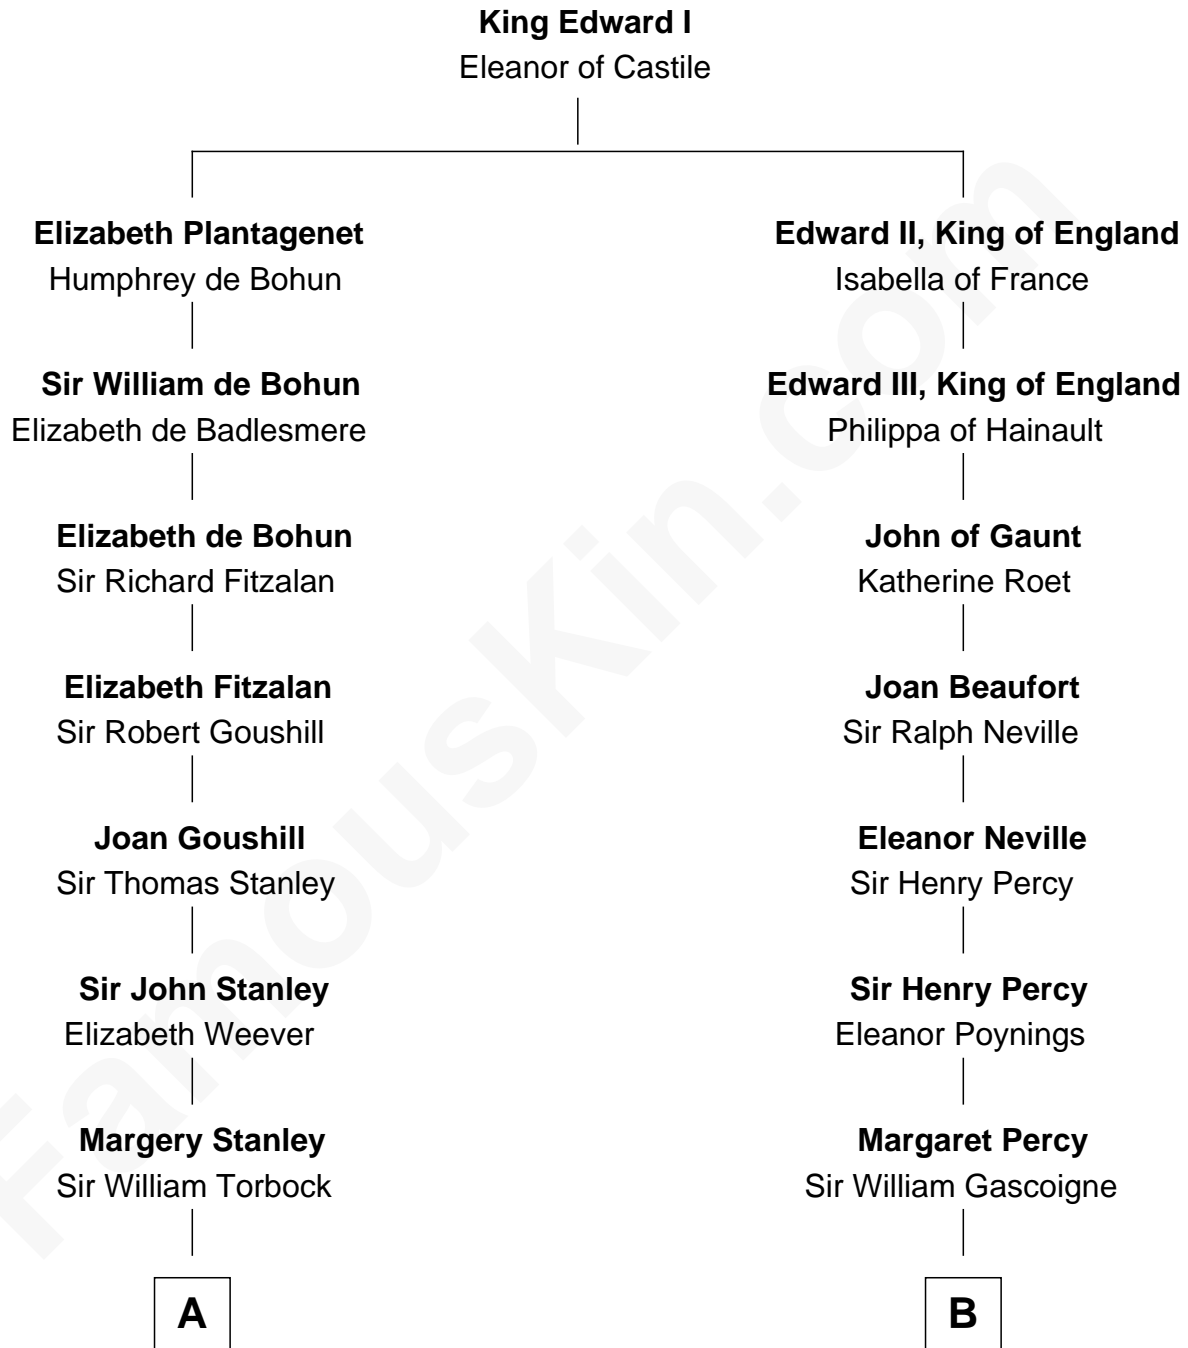 King Edward I
Eleanor of Castile
Elizabeth Plantagenet
Humphrey de Bohun
Edward II, King of England
Isabella of France
Sir William de Bohun
Elizabeth de Badlesmere
Edward III, King of England
Philippa of Hainault
Elizabeth de Bohun
Sir Richard Fitzalan
John of Gaunt
Katherine Roet
Elizabeth Fitzalan
Sir Robert Goushill
Joan Beaufort
Sir Ralph Neville
Joan Goushill
Sir Thomas Stanley
Eleanor Neville
Sir Henry Percy
Sir John Stanley
Elizabeth Weever
Sir Henry Percy
Eleanor Poynings
Margery Stanley
Sir William Torbock
Margaret Percy
Sir William Gascoigne
A
B
FamousKin.com